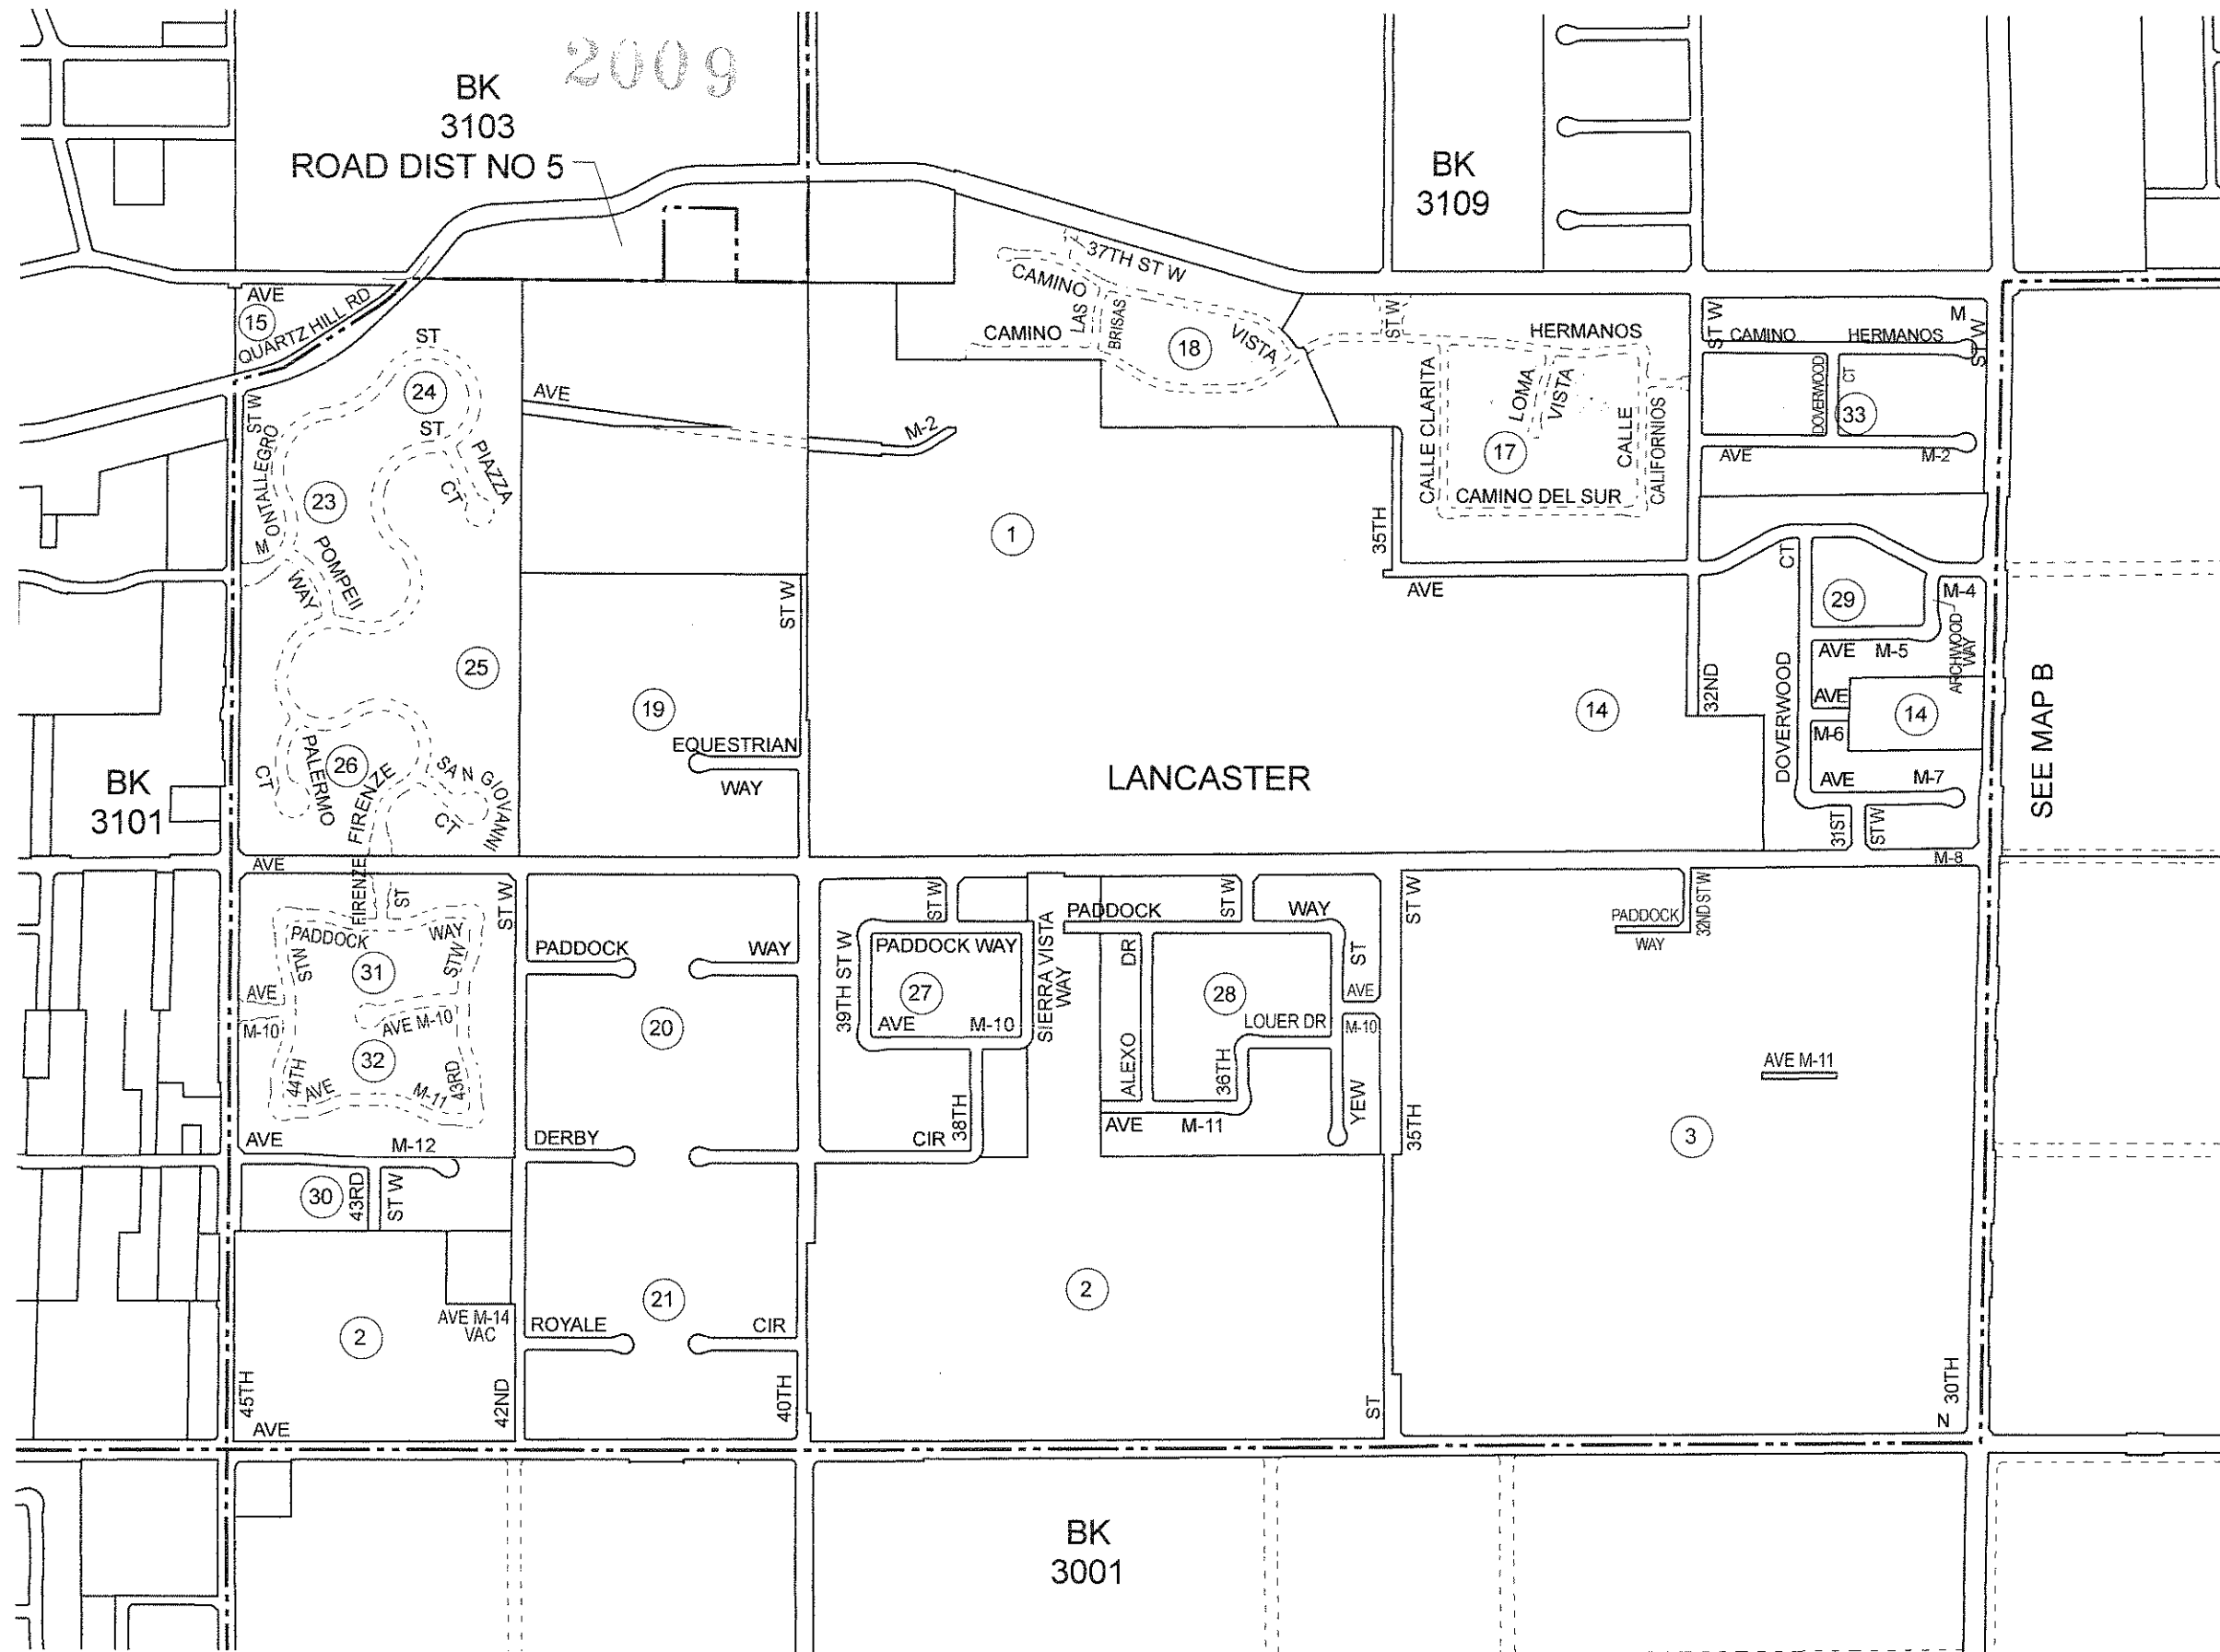 2009
BK
3103
ROAD DIST NO 5
BK
3109
37TH ST W
CAMINO
LAS
BRISAS
CAMINO
VISTA
18
AVE
15
QUARTZ HILL RD
ST
24
ST
ST W
MONTALLEGRO
PIAZZA
CT
23
POMPEII
WAY
25
AVE
M-2
1
ST W
HERMANOS
CALLE CLARITA
LOMA
VISTA
17
CALLE
CALIFORNIOS
CAMINO DEL SUR
35TH
AVE
ST W
CAMINO
HERMANOS
M
ST W
DOVERWOOD
CT
33
AVE
M-2
CT
29
M-4
ARCHWOOD
WAY
AVE
M-5
AVE
M-6
14
DOVERWOOD
32ND
AVE
M-7
31ST
ST W
M-8
SEE MAP B
14
LANCASTER
ST W
19
EQUESTRIAN
WAY
BK
3101
CT
PALERMO
26
FIRENZE
FIRENZE
SAN GIOVANNI
CT
AVE
FIRENZE
ST
ST W
PADDOCK
WAY
ST W
ST W
31
AVE
M-10
AVE M-10
32
44TH
AVE
M-11
43RD
AVE
M-12
30
43RD
ST W
2
AVE M-14
VAC
45TH
AVE
42ND
PADDOCK
WAY
20
DERBY
CIR
21
ROYALE
CIR
40TH
ST W
39TH ST W
PADDOCK WAY
27
AVE
M-10
SIERRA VISTA
WAY
38TH
PADDOCK
ST W
WAY
DR
28
ST
AVE
M-10
LOUER DR
ALEXO
36TH
YEW
AVE
M-11
2
ST W
35TH
ST
PADDOCK
WAY
32ND ST W
AVE M-11
3
30TH
N
BK
3001